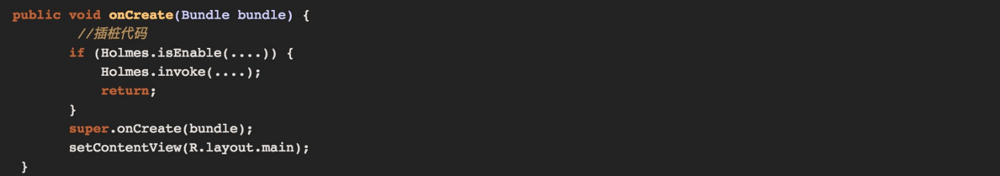 public void onCreate(Bundle bundle) {
//插桩代码
if (Holmes.isEnable(....)) {
Holmes.invoke(....);
return;
}
super.onCreate(bundle);
setContentView(R.layout.main);
}